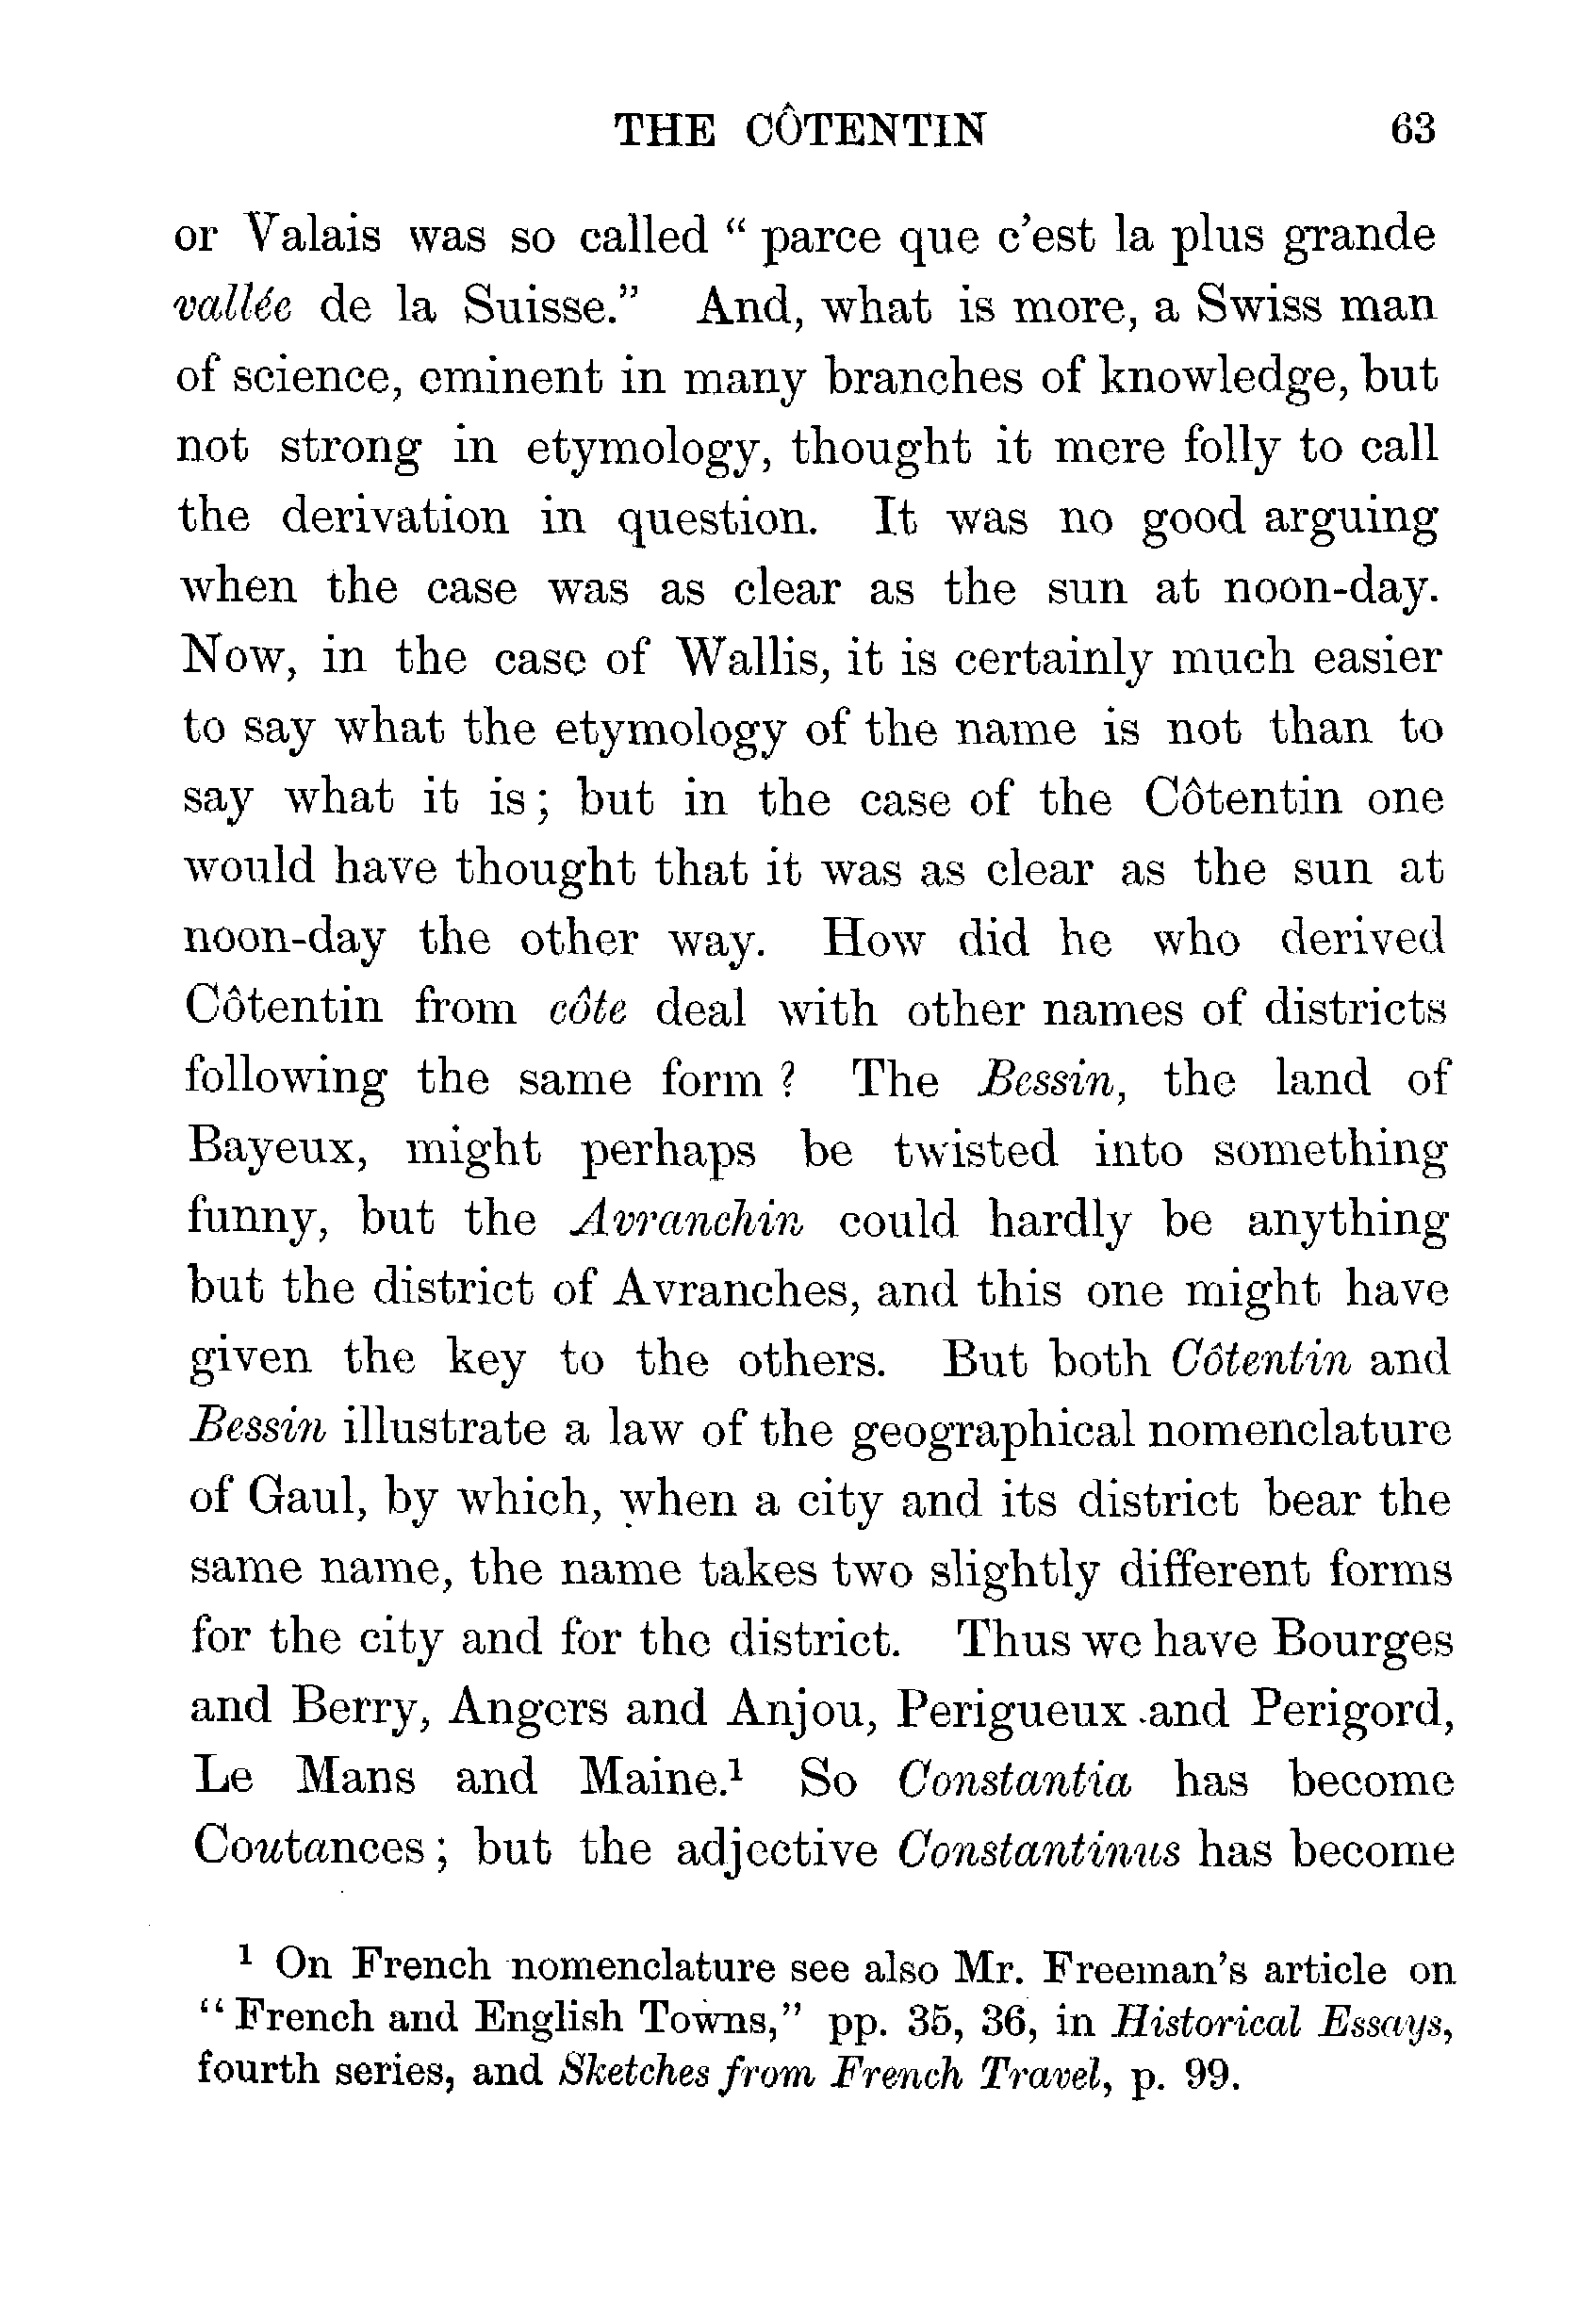 THE CÔTENTIN 63
or Valais was so called “ parce que c’est la plus grande
vallée de la Suisse.” And, what is more, a Swiss man
of science, eminent in many branches of knowledge, but
not strong in etymology, thought it mere folly to call
the derivation in question. It was no good arguing
when the case was as clear as the sun at noon-day.
Now, in the case of Wallis, it is certainly much easier
to say what the etymology of the name is not than to
say what it is; but in the case of the Côtentin one
would have thought that it was as clear as the sun at
noon-day the other way. How did he who derived
Côtentin from côte deal with other names of districts
following the same form ? The Bessin, the land of
Bayeux, might perhaps be twisted into something
funny, but the Avranchin could hardly be anything
but the district of Avranches, and this one might have
given the key to the others. But both Côtentin and
Bessin illustrate a law of the geographical nomenclature
of Gaul, by which, when a city and its district bear the
same name, the name takes two slightly different forms
for the city and for the district. Thus we have Bourges
and Berry, Angers and Anjou, Perigueux and Perigord,
Le Mans and Maine.¹ So Constantia has become
Coutances; but the adjective Constantinus has become
¹ On French nomenclature see also Mr. Freeman’s article on
“French and English Towns,” pp. 35, 36, in Historical Essays,
fourth series, and Sketches from French Travel, p. 99.